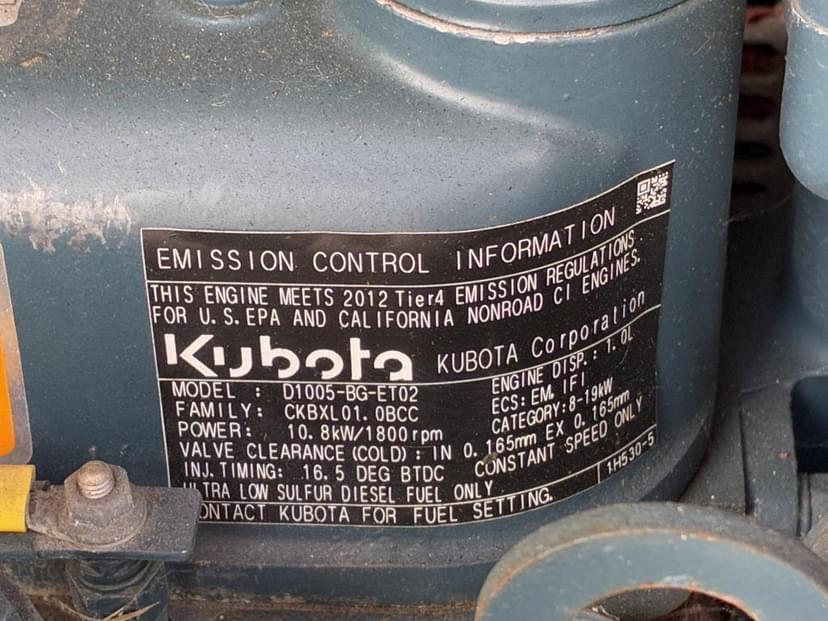 EMISSION CONTROL INFORMATION
THIS ENGINE MEETS 2012 Tier4 EMISSION REGULATIONS
FOR U.S.EPA AND CALIFORNIA NONROAD CI ENGINES.
Kubota KUBOTA Corporation
MODEL : D1005-BG-ET02 ENGINE DISP.: 1.0L
FAMILY: CKBXL01.0BCC ECS: EM, IFI
POWER: 10.8kW/1800rpm CATEGORY: 8-19kW
VALVE CLEARANCE (COLD) : IN 0.165mm EX 0.165mm
INJ.TIMING: 16.5 DEG BTDC CONSTANT SPEED ONLY
ULTRA LOW SULFUR DIESEL FUEL ONLY
CONTACT KUBOTA FOR FUEL SETTING. 1H530-5